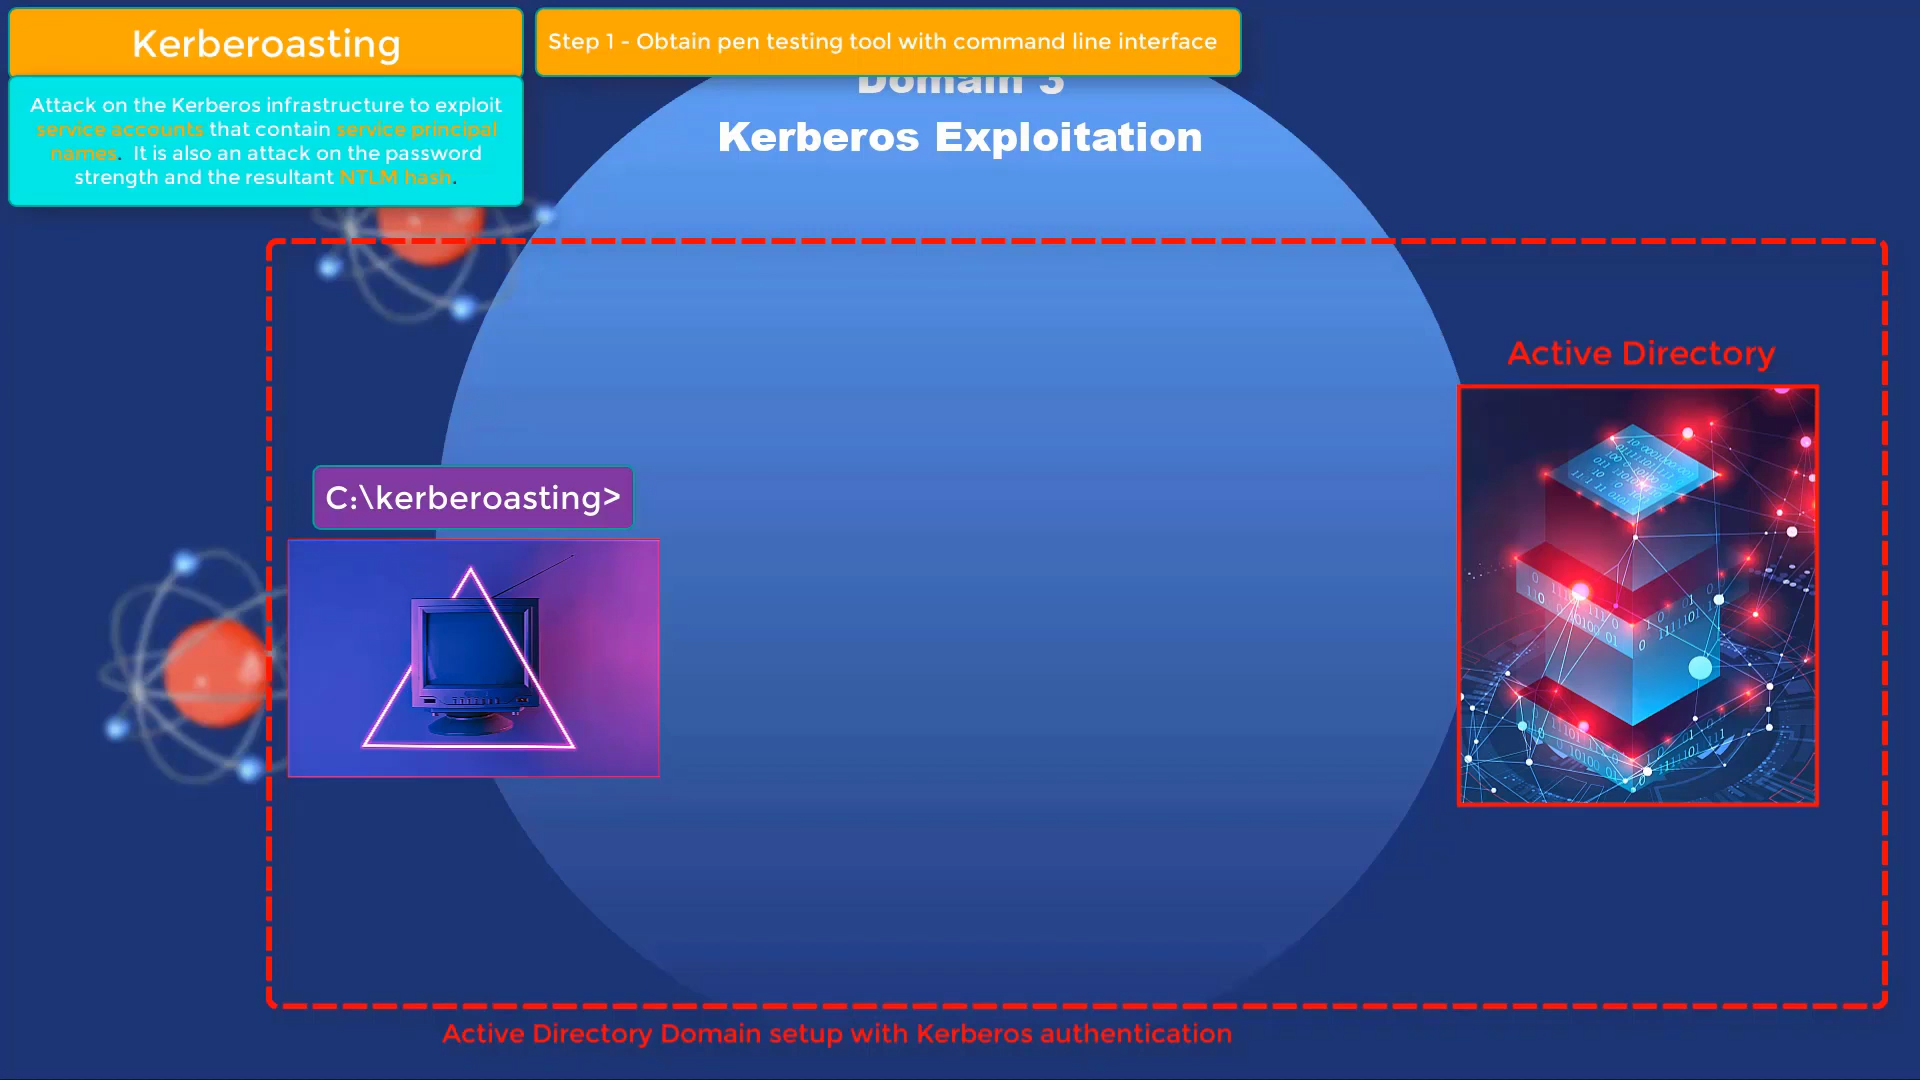 Kerberoasting
Step 1 - Obtain pen testing tool with command line interface
Attack on the Kerberos infrastructure to exploit
service accounts that contain service principal
names. It is also an attack on the password
strength and the resultant NTLM hash.
Domain 3
Kerberos Exploitation
Active Directory
C:\kerberoasting>
Active Directory Domain setup with Kerberos authentication